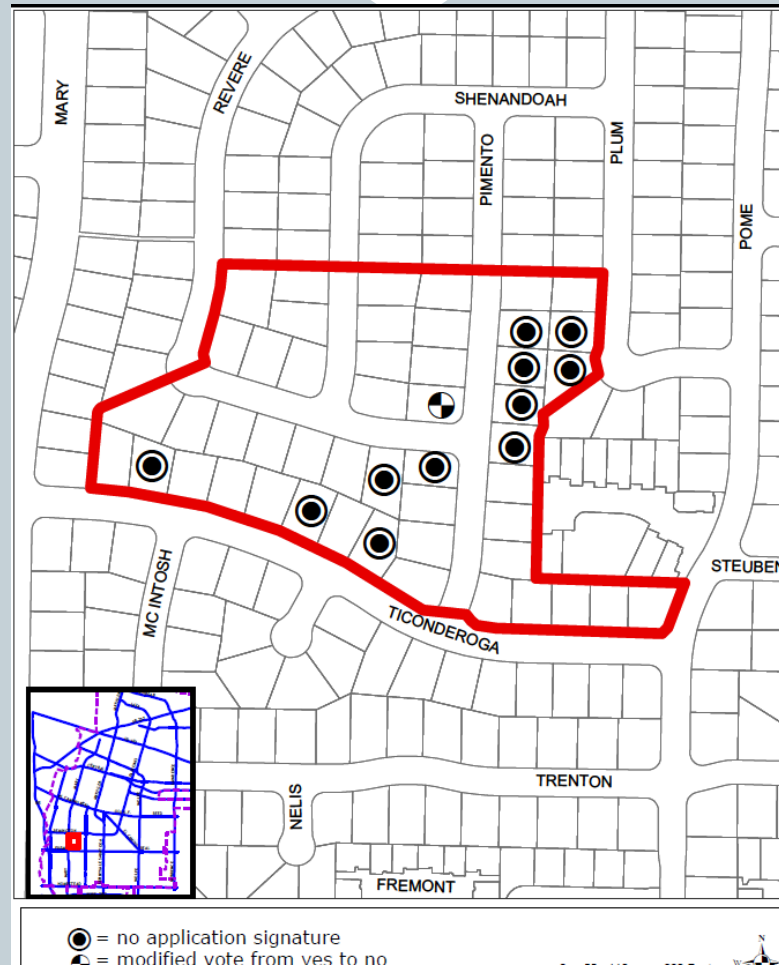 MARY
REVERE
SHENANDOAH
PIMENTO
PLUM
POME
STEUBEN
MC INTOSH
TICONDEROGA
TRENTON
NELIS
FREMONT
= no application signature
= modified vote from yes to no
N
W